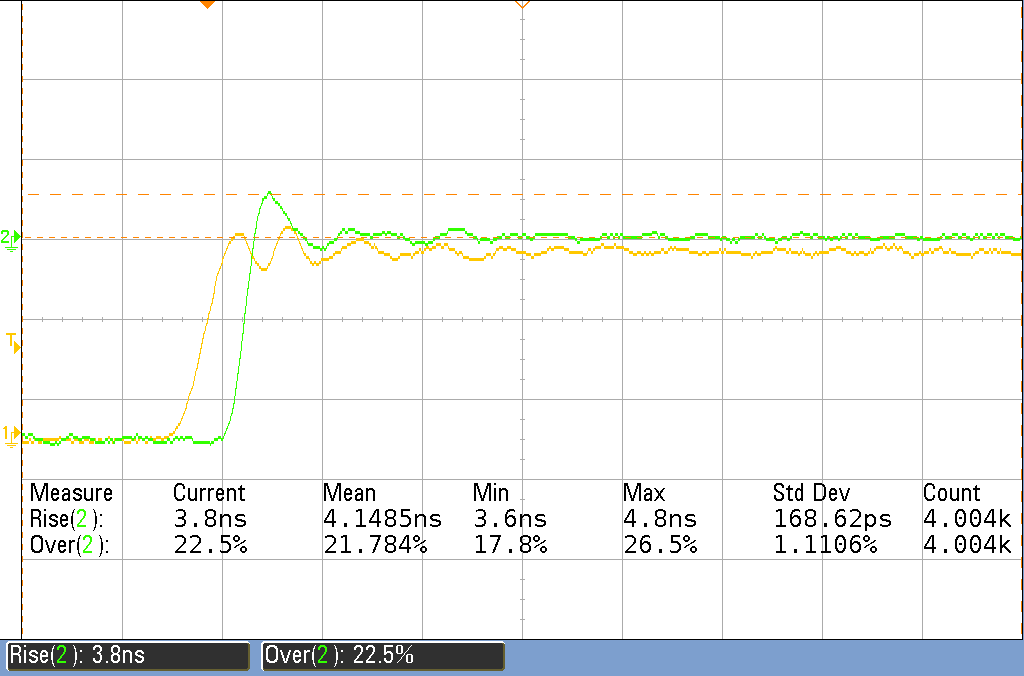 2
T
1
Measure Current Mean Min Max Std Dev Count
Rise(2): 3.8ns 4.1485ns 3.6ns 4.8ns 168.62ps 4.004k
Over(2): 22.5% 21.784% 17.8% 26.5% 1.1106% 4.004k
Rise(2): 3.8ns Over(2): 22.5%